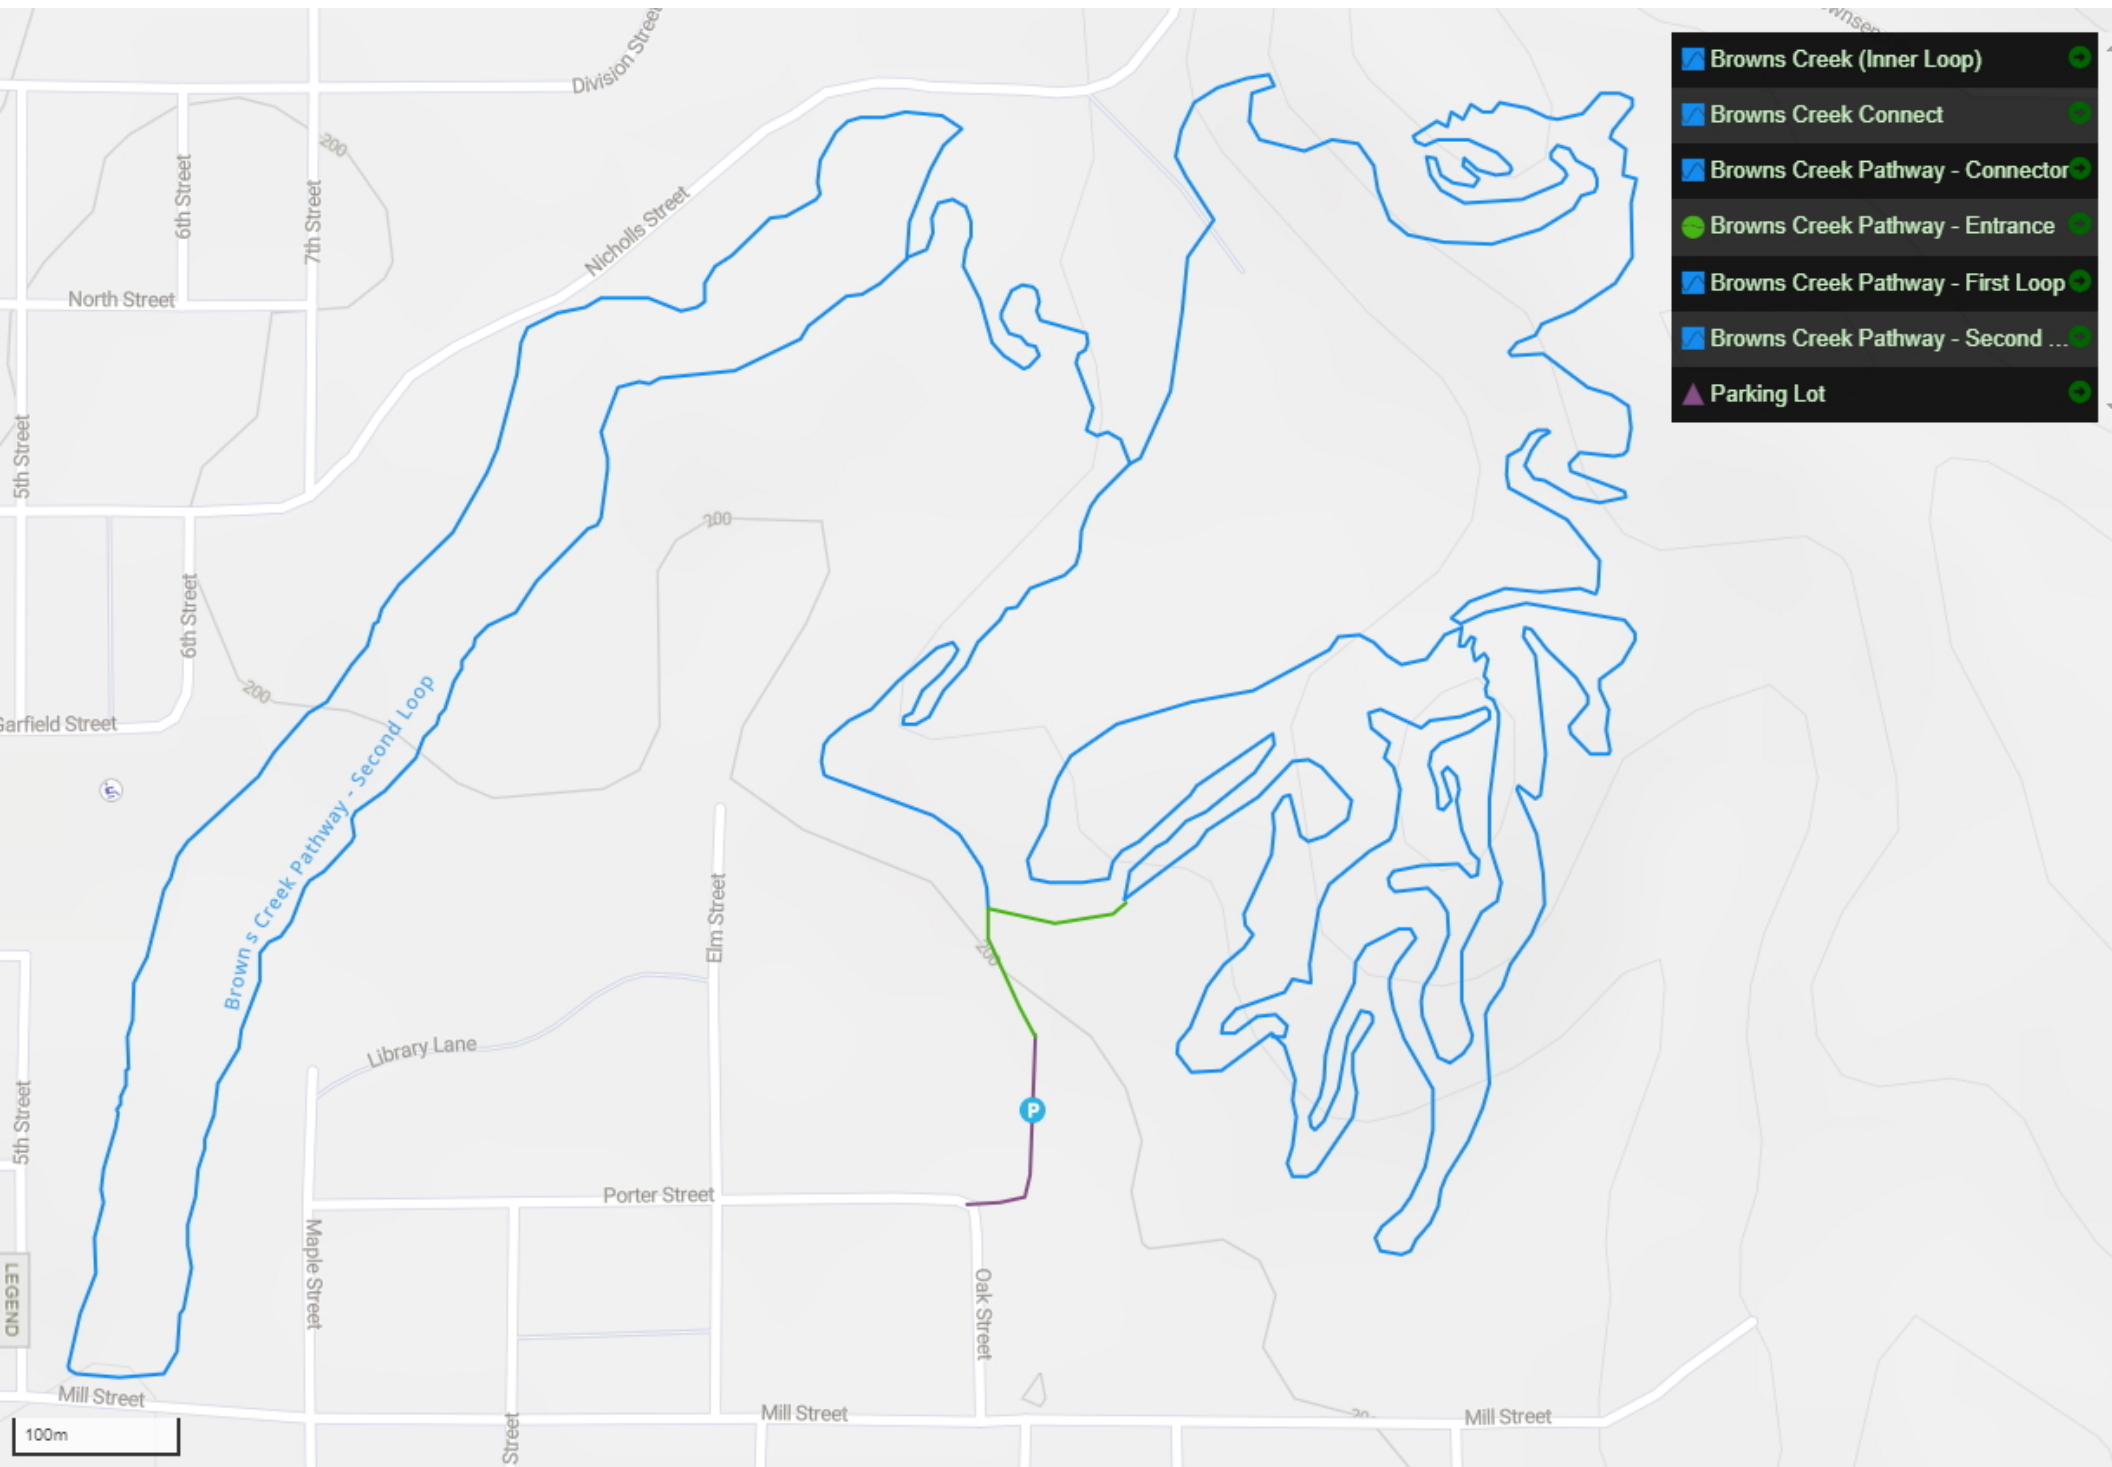 ownsen
Browns Creek (Inner Loop)
Browns Creek Connect
Browns Creek Pathway - Connector
Browns Creek Pathway - Entrance
Browns Creek Pathway - First Loop
Browns Creek Pathway - Second ...
Parking Lot
Division Street
200
6th Street
7th Street
Nicholls Street
North Street
5th Street
200
6th Street
200
Garfield Street
Browns Creek Pathway - Second Loop
Elm Street
200
Library Lane
5th Street
P
Porter Street
Maple Street
Oak Street
LEGEND
Mill Street
Mill Street
Mill Street
Street
100m